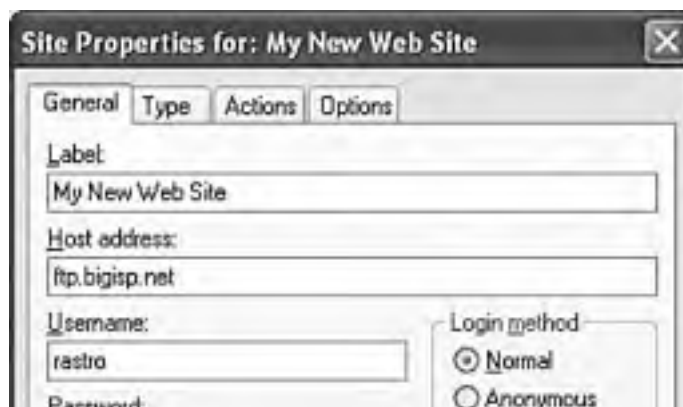 Site Properties for: My New Web Site
General Type Actions Options
Label:
My New Web Site
Host address:
ftp.bigisp.net
Username:
rastro
Login method
Normal
Anonymous
Password: